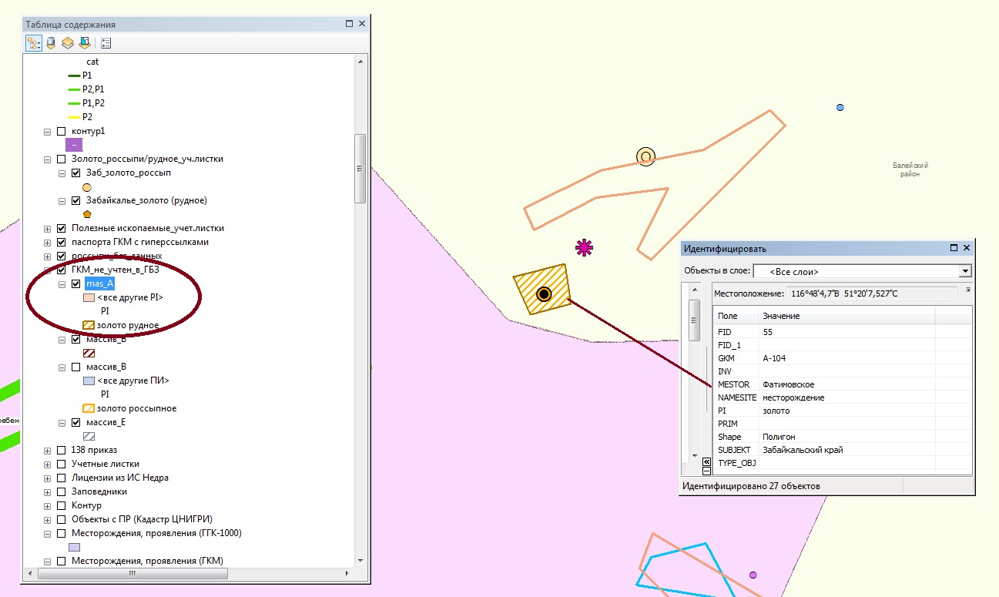 Таблица содержания
cat
P1
P2,P1
P1,P2
P2
контур1
Золото_россыпи/рудное_уч.листки
Заб_золото_россып
Забайкалье_золото (рудное)
Полезные ископаемые_учет.листки
паспорта ГКМ с гиперссылками
россыпи_без_данных
ГКМ_не_учтен_в_ГБЗ
mas_A
<все другие PI>
PI
золото рудное
массив_Б
массив_В
<все другие ПИ>
PI
золото россыпное
массив_Е
138 приказ
Учетные листки
Лицензии из ИС Недра
Заповедники
Контур
Объекты с ПР (Кадастр ЦНИГРИ)
Месторождения, проявления (ГГК-1000)
Месторождения, проявления (ГКМ)
Балейский
район
Идентифицировать
Объекты в слое: <Все слои>
Местоположение: 116°48'4,7"В 51°20'7,527"С
Поле Значение
FID 55
FID_1
GKM А-104
INV
MESTOR Фатимовское
NAMESITE месторождение
PI золото
PRIM
Shape Полигон
SUBJEKT Забайкальский край
TYPE_OBJ
Идентифицировано 27 объектов